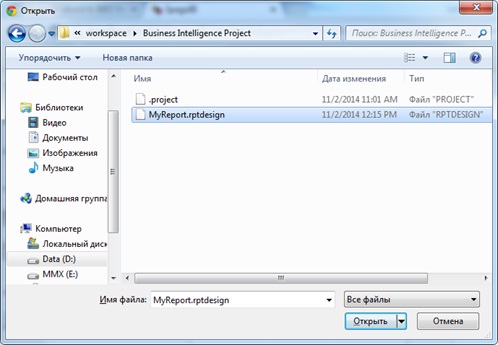 Открыть
workspace ▸ Business Intelligence Project ▸
Поиск: Business Intelligence P...
Упорядочить ▾ Новая папка
Рабочий стол
Библиотеки
Видео
Документы
Изображения
Музыка
Домашняя группа
Компьютер
Локальный диск
Data (D:)
MMX (E:)
Имя Дата изменения Тип
.project 11/2/2014 11:01 AM Файл "PROJECT"
MyReport.rptdesign 11/2/2014 12:15 PM Файл "RPTDESIGN"
Имя файла: MyReport.rptdesign Все файлы
Открыть Отмена